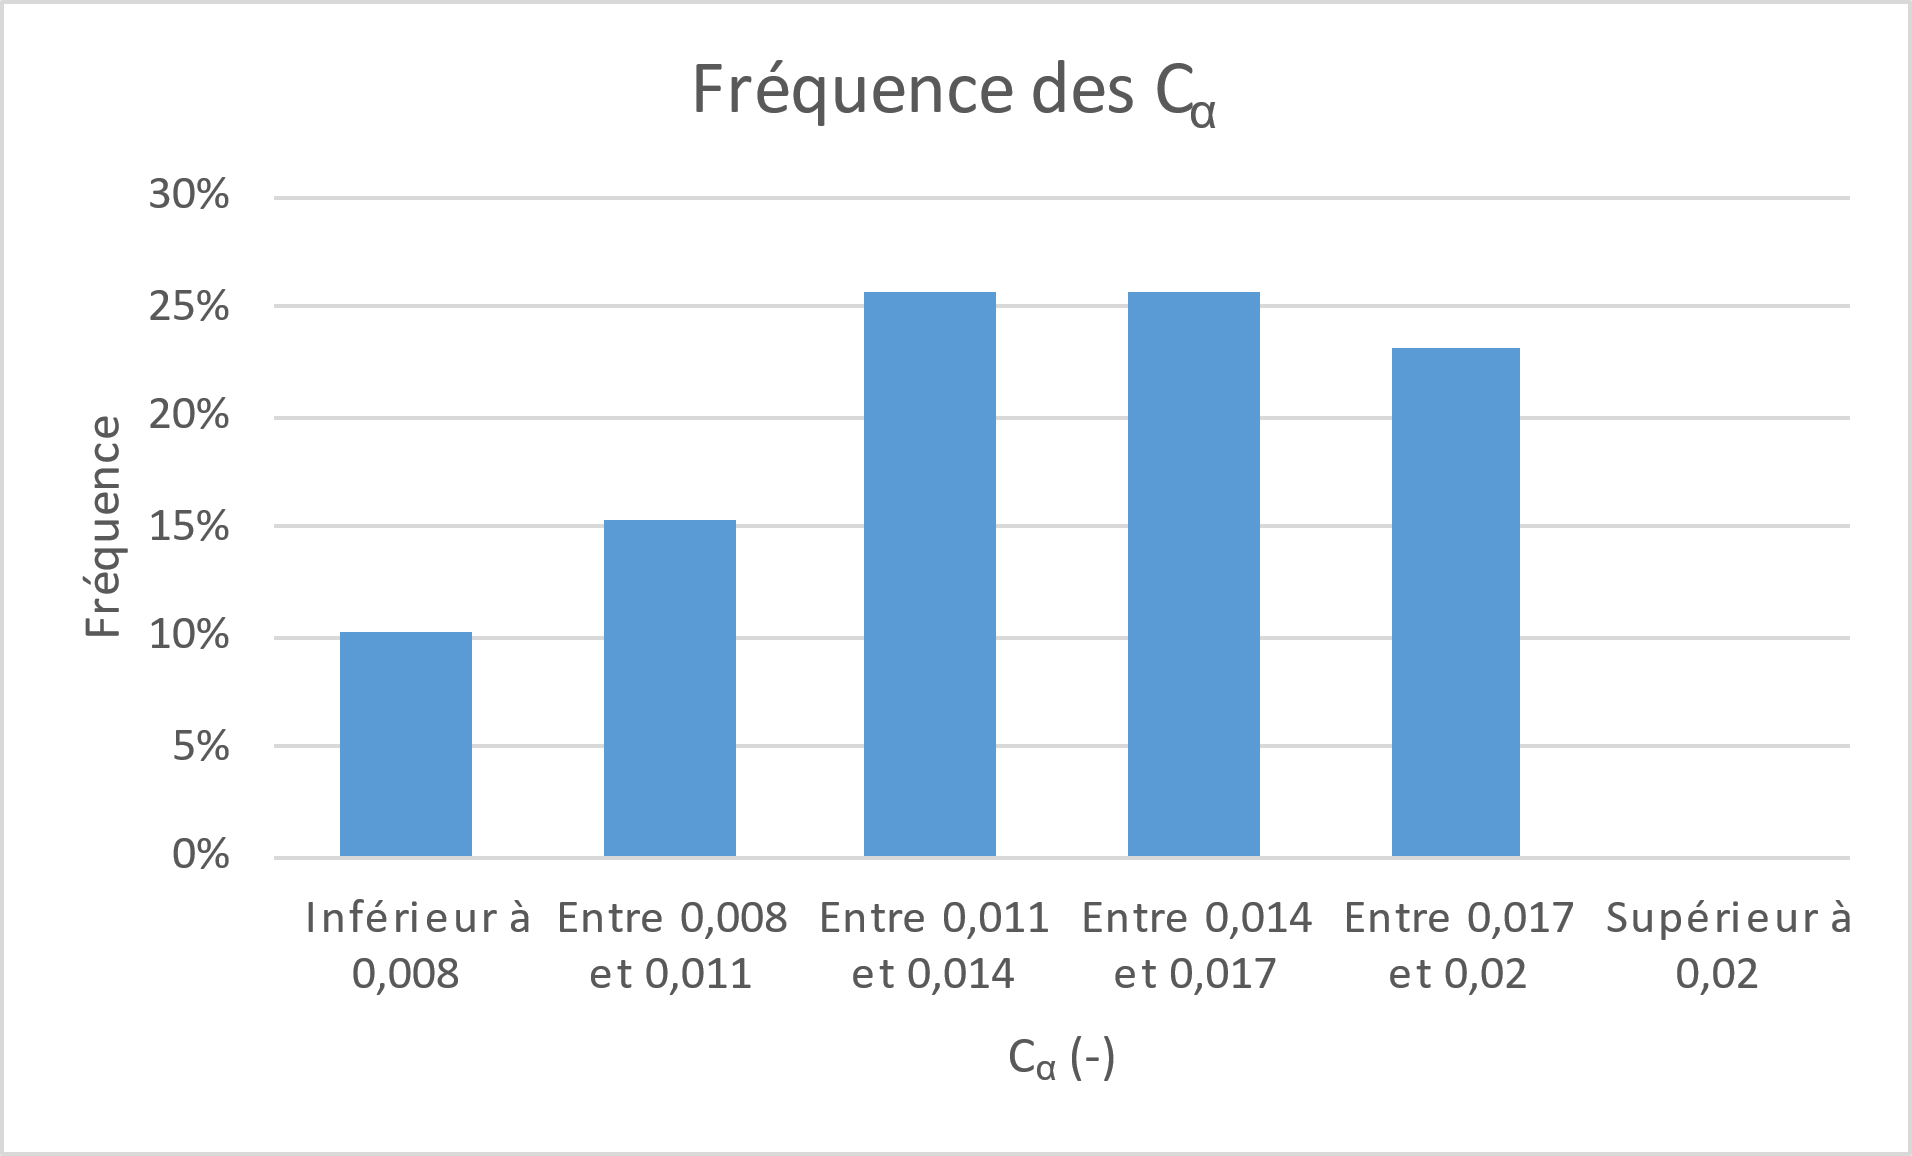 Fréquence des Cα
30%
25%
20%
15%
10%
5%
0%
Fréquence
Inférieur à
0,008
Entre 0,008
et 0,011
Entre 0,011
et 0,014
Entre 0,014
et 0,017
Entre 0,017
et 0,02
Supérieur à
0,02
Cα (-)